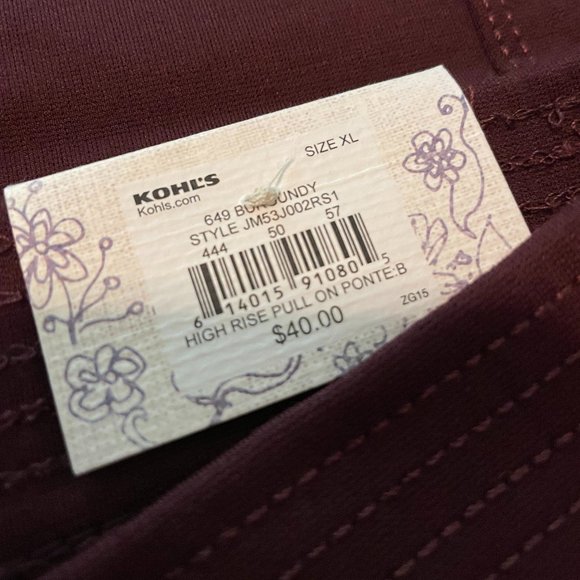 SIZE XL
KOHL'S
Kohls.com
649 BURGUNDY
STYLE JM53J002RS1
444 50 57
6 14015 91080 5
HIGH RISE PULL ON PONTE:B
ZG15
$40.00